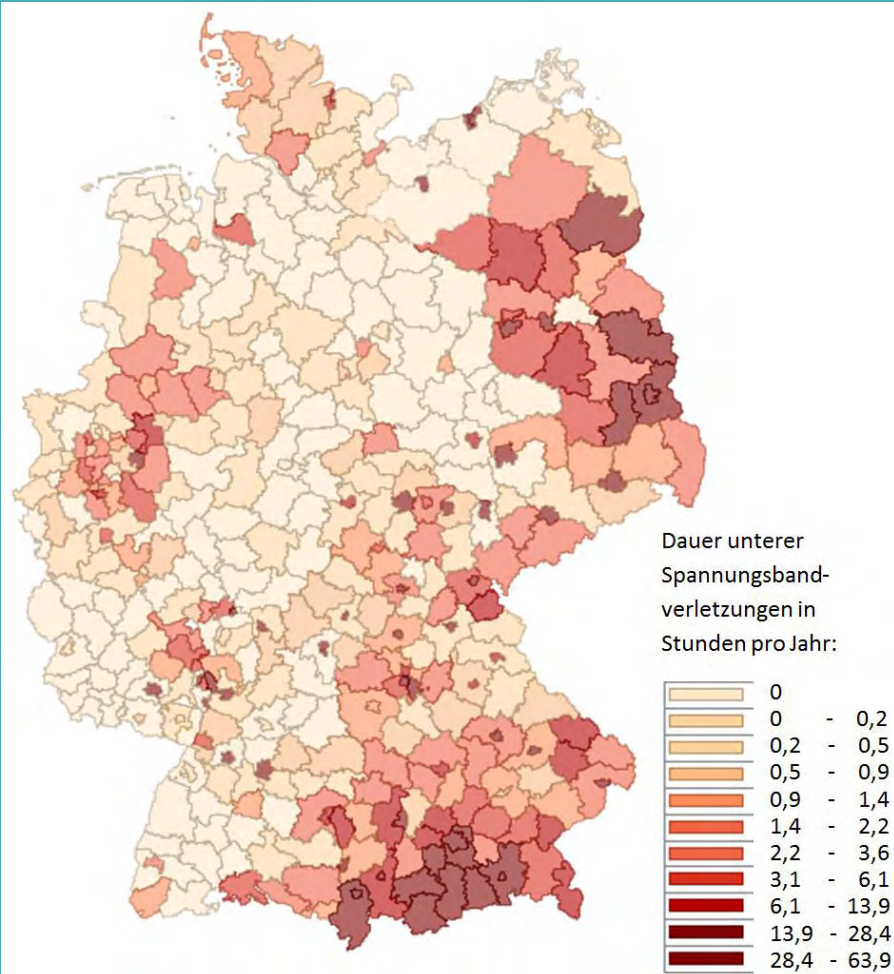 Dauer unterer
Spannungsband-
verletzungen in
Stunden pro Jahr:
0
0 - 0,2
0,2 - 0,5
0,5 - 0,9
0,9 - 1,4
1,4 - 2,2
2,2 - 3,6
3,1 - 6,1
6,1 - 13,9
13,9 - 28,4
28,4 - 63,9